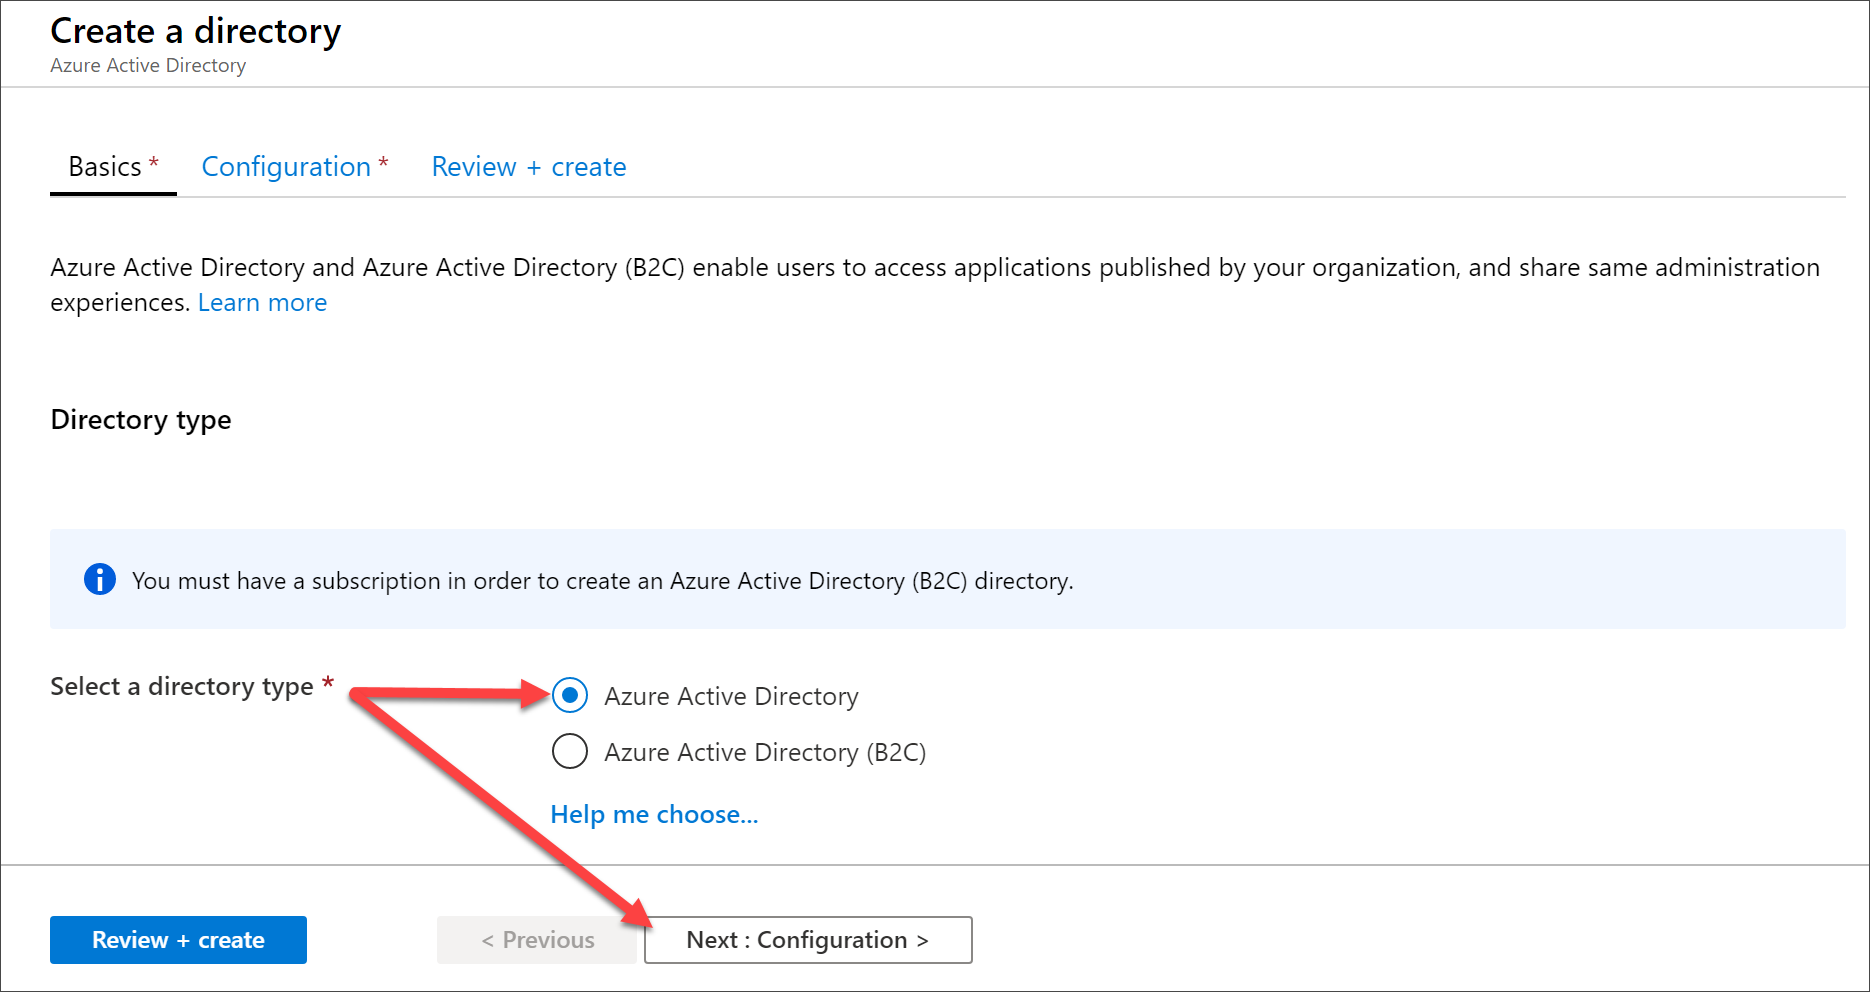 Create a directory
Azure Active Directory
Basics * Configuration * Review + create
Azure Active Directory and Azure Active Directory (B2C) enable users to access applications published by your organization, and share same administration
experiences. Learn more
Directory type
You must have a subscription in order to create an Azure Active Directory (B2C) directory.
Select a directory type *
Azure Active Directory
Azure Active Directory (B2C)
Help me choose...
Review + create < Previous Next : Configuration >